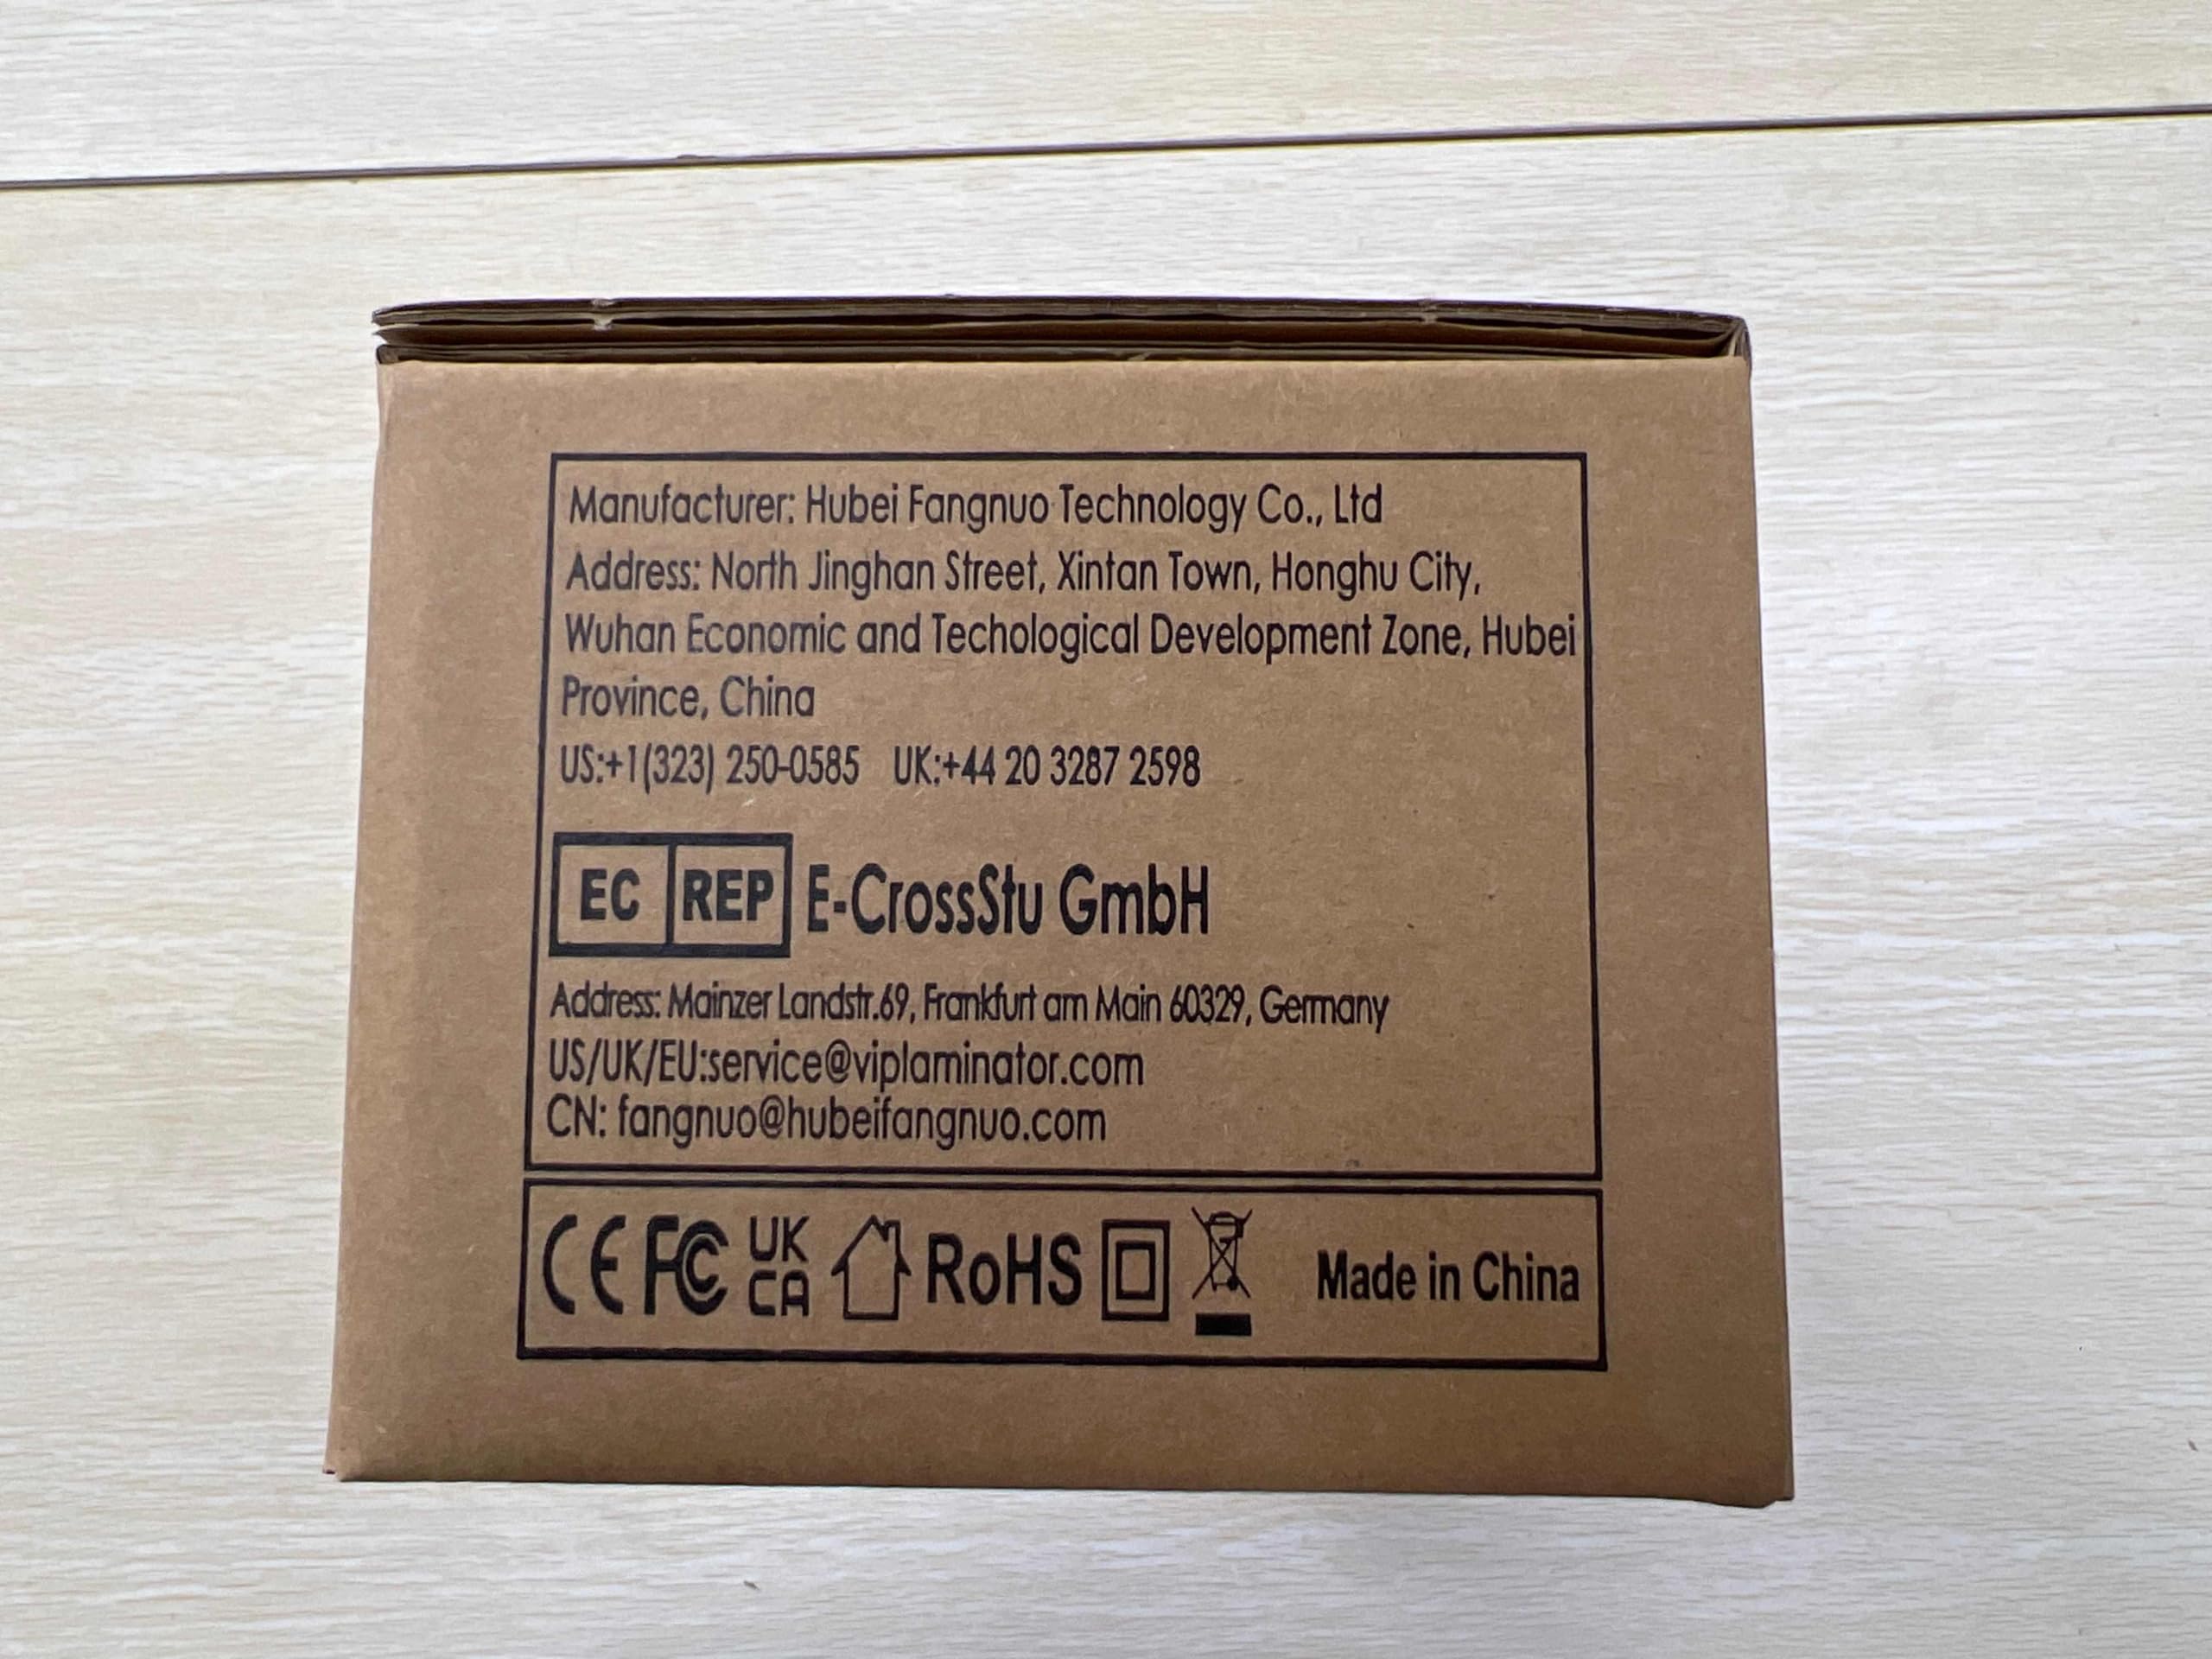 Manufacturer: Hubei Fangnuo Technology Co., Ltd
Address: North Jinghan Street, Xintan Town, Honghu City,
Wuhan Economic and Techological Development Zone, Hubei
Province, China
US:+1(323) 250-0585 UK:+44 20 3287 2598
EC REP E-CrossStu GmbH
Address: Mainzer Landstr.69, Frankfurt am Main 60329, Germany
US/UK/EU:service@viplaminator.com
CN: fangnuo@hubeifangnuo.com
CE FC UK CA RoHS Made in China